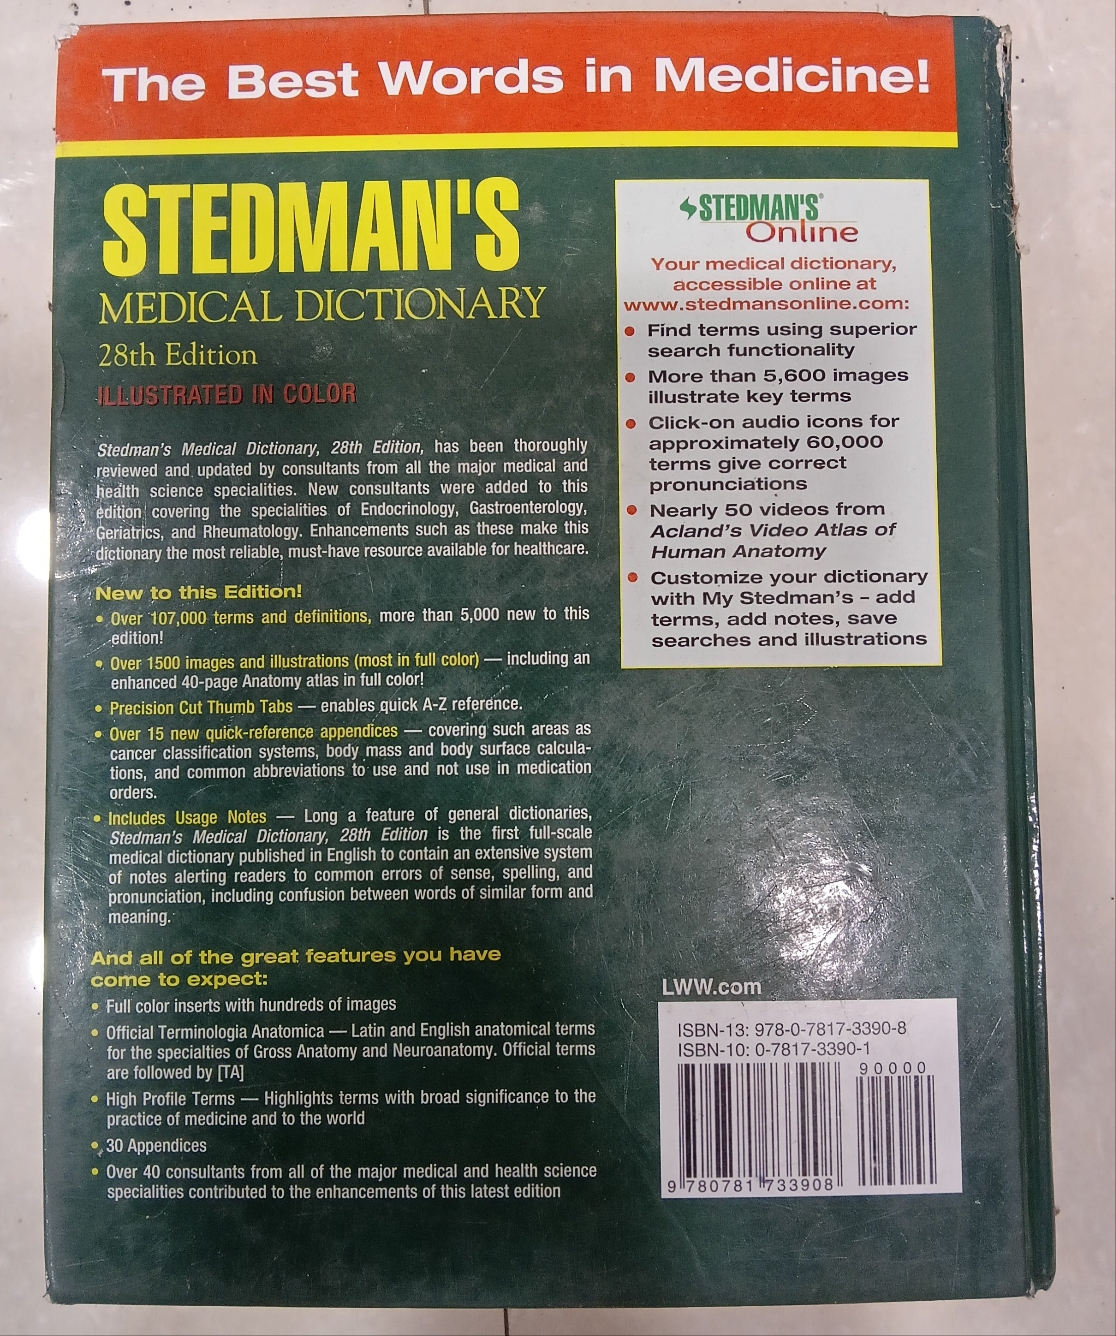 The Best Words in Medicine!
STEDMAN'S
MEDICAL DICTIONARY
28th Edition
ILLUSTRATED IN COLOR
Stedman's Medical Dictionary, 28th Edition, has been thoroughly
reviewed and updated by consultants from all the major medical and
health science specialities. New consultants were added to this
edition covering the specialities of Endocrinology, Gastroenterology,
Geriatrics, and Rheumatology. Enhancements such as these make this
dictionary the most reliable, must-have resource available for healthcare.
New to this Edition!
• Over 107,000 terms and definitions, more than 5,000 new to this
edition!
• Over 1500 images and illustrations (most in full color) — including an
enhanced 40-page Anatomy atlas in full color!
• Precision Cut Thumb Tabs — enables quick A-Z reference.
• Over 15 new quick-reference appendices — covering such areas as
cancer classification systems, body mass and body surface calcula-
tions, and common abbreviations to use and not use in medication
orders.
• Includes Usage Notes — Long a feature of general dictionaries,
Stedman's Medical Dictionary, 28th Edition is the first full-scale
medical dictionary published in English to contain an extensive system
of notes alerting readers to common errors of sense, spelling, and
pronunciation, including confusion between words of similar form and
meaning.
And all of the great features you have
come to expect:
• Full color inserts with hundreds of images
• Official Terminologia Anatomica — Latin and English anatomical terms
for the specialties of Gross Anatomy and Neuroanatomy. Official terms
are followed by [TA]
• High Profile Terms — Highlights terms with broad significance to the
practice of medicine and to the world
• 30 Appendices
• Over 40 consultants from all of the major medical and health science
specialities contributed to the enhancements of this latest edition
STEDMAN'S®
Online
Your medical dictionary,
accessible online at
www.stedmansonline.com:
• Find terms using superior
search functionality
• More than 5,600 images
illustrate key terms
• Click-on audio icons for
approximately 60,000
terms give correct
pronunciations
• Nearly 50 videos from
Acland's Video Atlas of
Human Anatomy
• Customize your dictionary
with My Stedman's – add
terms, add notes, save
searches and illustrations
LWW.com
ISBN-13: 978-0-7817-3390-8
ISBN-10: 0-7817-3390-1
90000
9 780781 733908